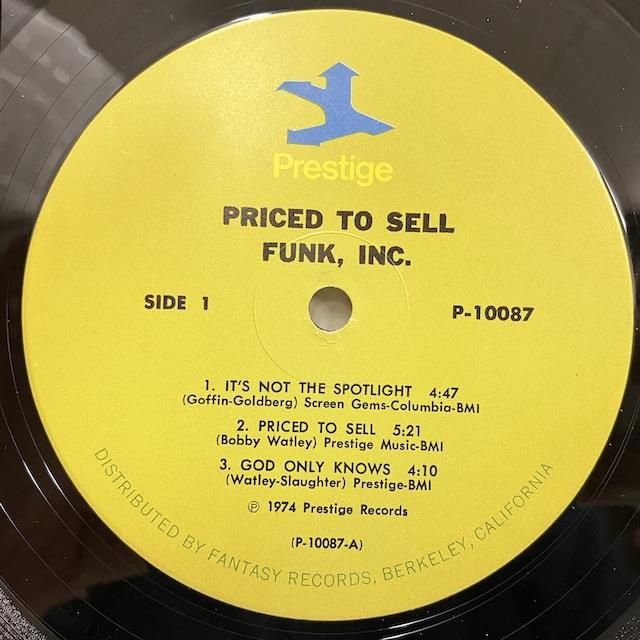 Prestige
PRICED TO SELL
FUNK, INC.
SIDE 1
P-10087
1. IT'S NOT THE SPOTLIGHT 4:47
(Goffin-Goldberg) Screen Gems-Columbia-BMI
2. PRICED TO SELL 5:21
(Bobby Watley) Prestige Music-BMI
3. GOD ONLY KNOWS 4:10
(Watley-Slaughter) Prestige-BMI
℗ 1974 Prestige Records
(P-10087-A)
DISTRIBUTED BY FANTASY RECORDS, BERKELEY, CALIFORNIA